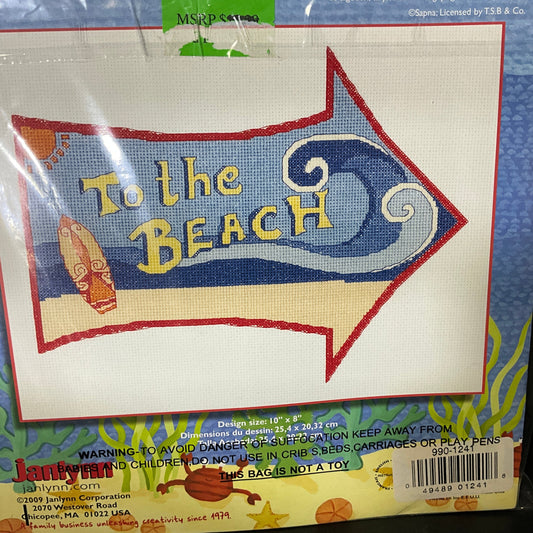 ©Sapna; Licensed by T.S.B & Co.
MSRP
To the
BEACH
Design size: 10" x 8"
Dimensions du dessin: 25,4 x 20,32 cm
WARNING-TO AVOID DANGER OF SUFFOCATION KEEP AWAY FROM
BABIES AND CHILDREN,DO NOT USE IN CRIB S,BEDS,CARRIAGES OR PLAY PENS
THIS BAG IS NOT A TOY
990-1241
Janlynn
janlynn.com
©2009 Janlynn Corporation
2070 Westover Road
Chicopee, MA 01022 USA
A family business unleashing creativity since 1979
0 49489 01241 6